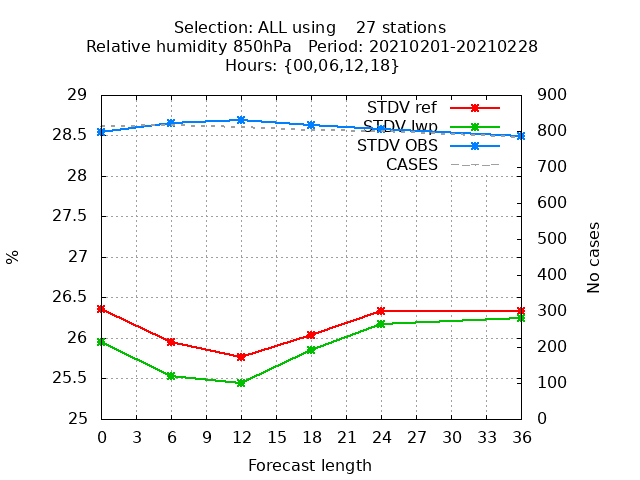 Selection: ALL using 27 stations
Relative humidity 850hPa Period: 20210201-20210228
Hours: {00,06,12,18}
29
28.5
28
27.5
27
26.5
26
25.5
25
%
STDV ref
STDV lwp
STDV OBS
CASES
900
800
700
600
500
400
300
200
100
0
No cases
0 3 6 9 12 15 18 21 24 27 30 33 36
Forecast length